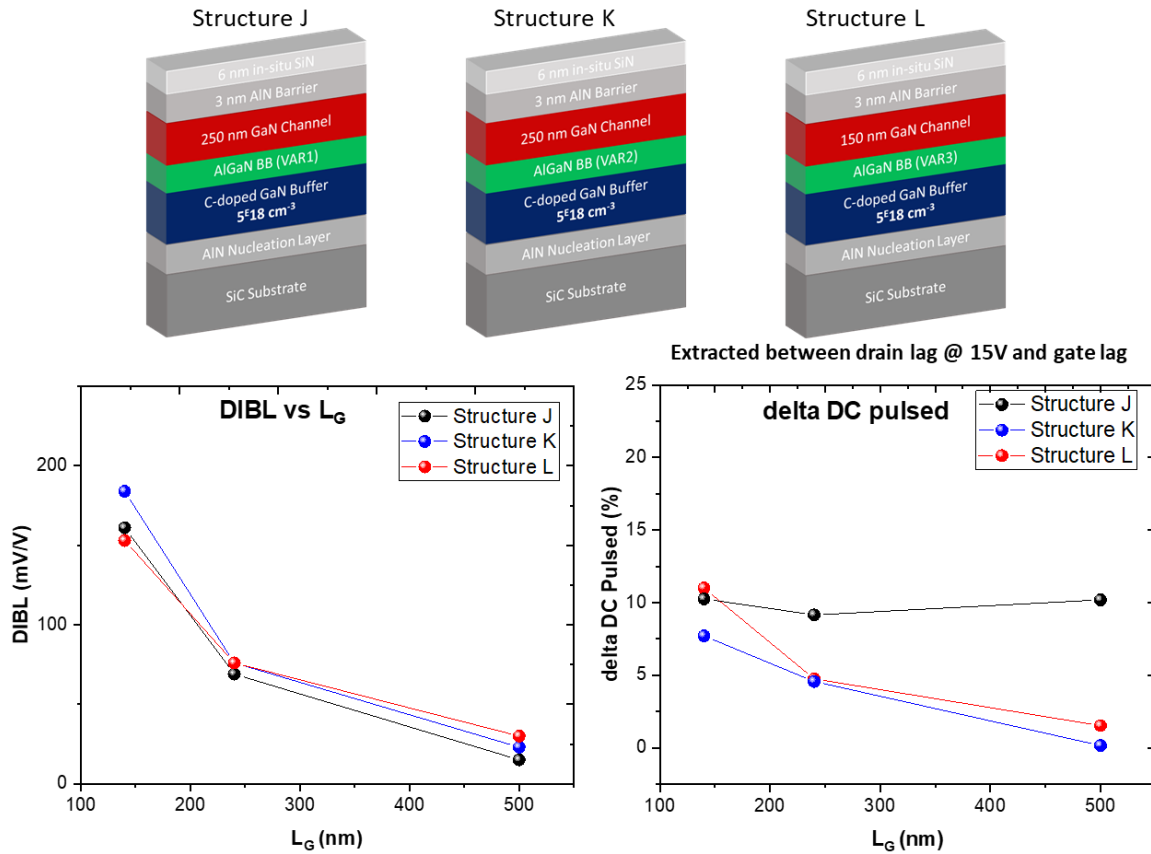 Structure J
Structure K
Structure L
6 nm in-situ SiN
3 nm AlN Barrier
250 nm GaN Channel
AlGaN BB (VAR1)
C-doped GaN Buffer
5ᴱ18 cm⁻³
AlN Nucleation Layer
SiC Substrate
6 nm in-situ SiN
3 nm AlN Barrier
250 nm GaN Channel
AlGaN BB (VAR2)
C-doped GaN Buffer
5ᴱ18 cm⁻³
AlN Nucleation Layer
SiC Substrate
6 nm in-situ SiN
3 nm AlN Barrier
150 nm GaN Channel
AlGaN BB (VAR3)
C-doped GaN Buffer
5ᴱ18 cm⁻³
AlN Nucleation Layer
SiC Substrate
DIBL vs L_G
Structure J
Structure K
Structure L
DIBL (mV/V)
200
100
0
100 200 300 400 500
L_G (nm)
Extracted between drain lag @ 15V and gate lag
delta DC pulsed
Structure J
Structure K
Structure L
delta DC Pulsed (%)
25
20
15
10
5
0
100 200 300 400 500
L_G (nm)